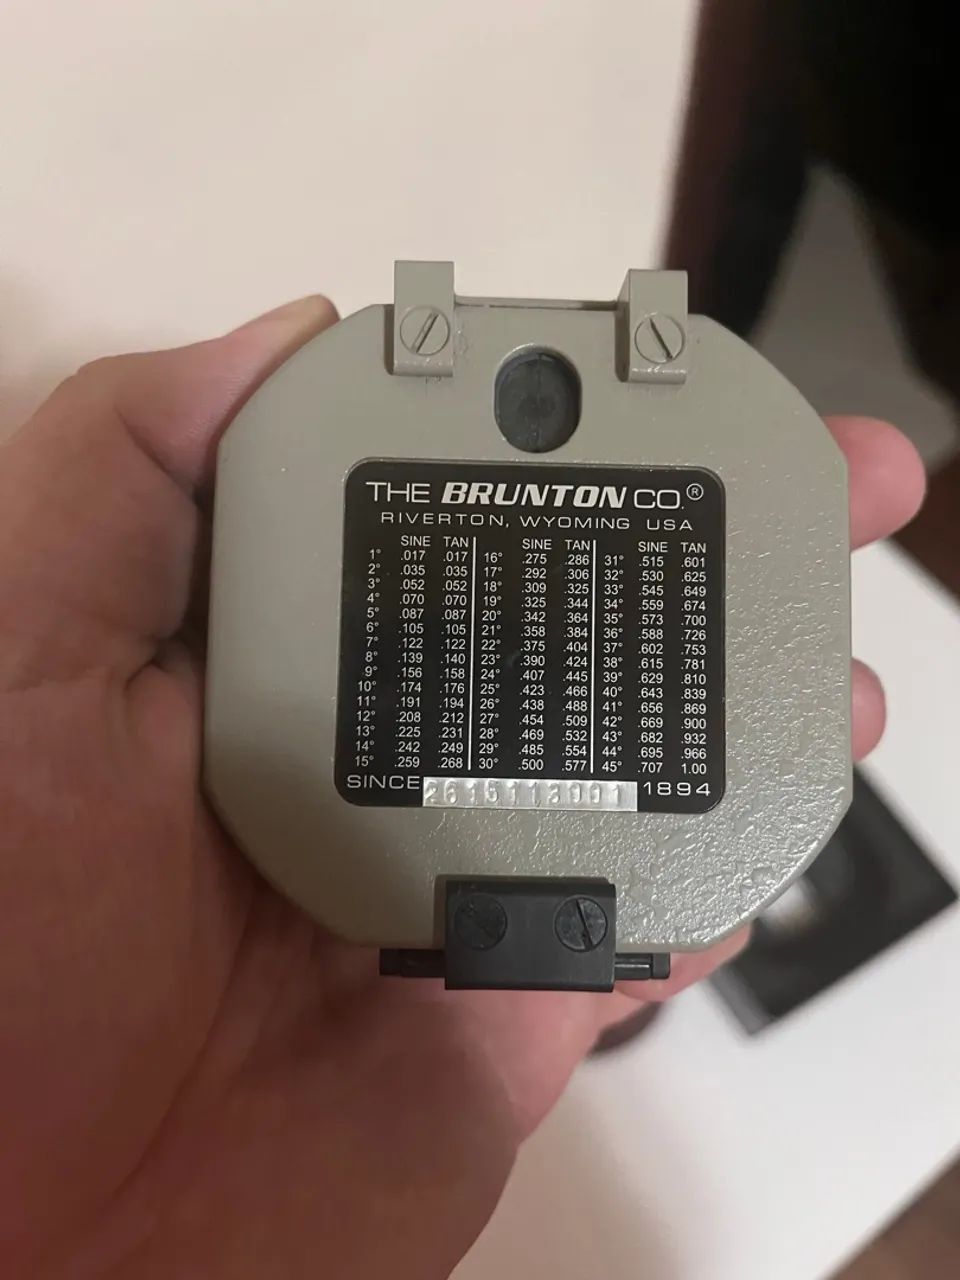 THE BRUNTON CO.®
RIVERTON, WYOMING USA
SINE TAN SINE TAN SINE TAN
1° .017 .017 16° .275 .286 31° .515 .601
2° .035 .035 17° .292 .306 32° .530 .625
3° .052 .052 18° .309 .325 33° .545 .649
4° .070 .070 19° .325 .344 34° .559 .674
5° .087 .087 20° .342 .364 35° .573 .700
6° .105 .105 21° .358 .384 36° .588 .726
7° .122 .122 22° .375 .404 37° .602 .753
8° .139 .140 23° .390 .424 38° .615 .781
9° .156 .158 24° .407 .445 39° .629 .810
10° .174 .176 25° .423 .466 40° .643 .839
11° .191 .194 26° .438 .488 41° .656 .869
12° .208 .212 27° .454 .509 42° .669 .900
13° .225 .231 28° .469 .532 43° .682 .932
14° .242 .249 29° .485 .554 44° .695 .966
15° .259 .268 30° .500 .577 45° .707 1.00
SINCE 1894